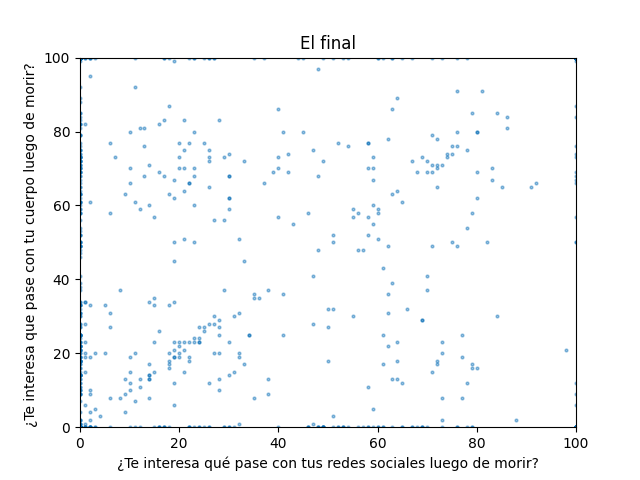 El final
100
80
60
40
20
0
¿Te interesa que pase con tu cuerpo luego de morir?
0 20 40 60 80 100
¿Te interesa qué pase con tus redes sociales luego de morir?